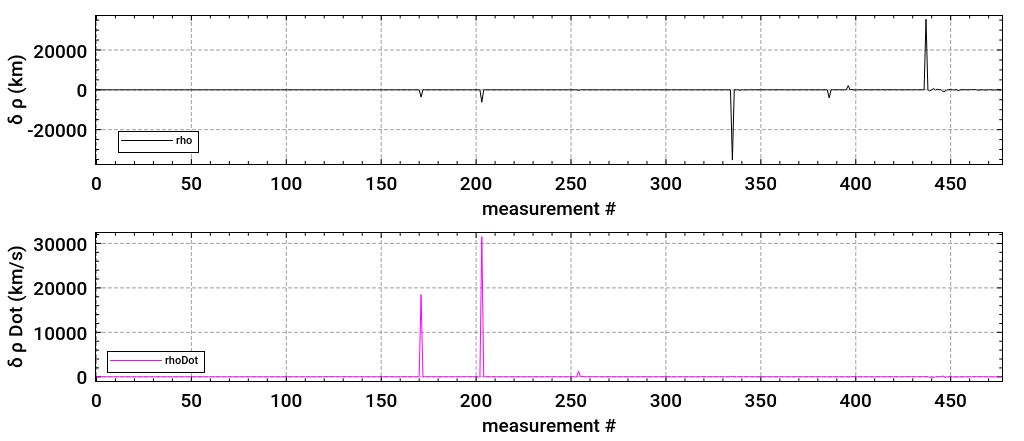 δ ρ (km)
20000
0
-20000
rho
0 50 100 150 200 250 300 350 400 450
measurement #
δ ρ Dot (km/s)
30000
20000
10000
0
rhoDot
0 50 100 150 200 250 300 350 400 450
measurement #